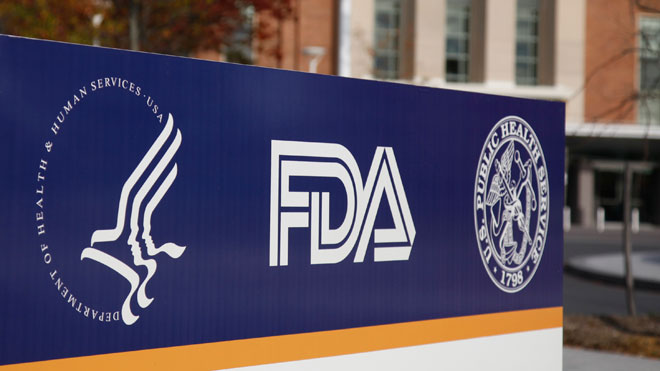 DEPARTMENT OF HEALTH & HUMAN SERVICES · USA
FDA
U.S. PUBLIC HEALTH SERVICE
1798